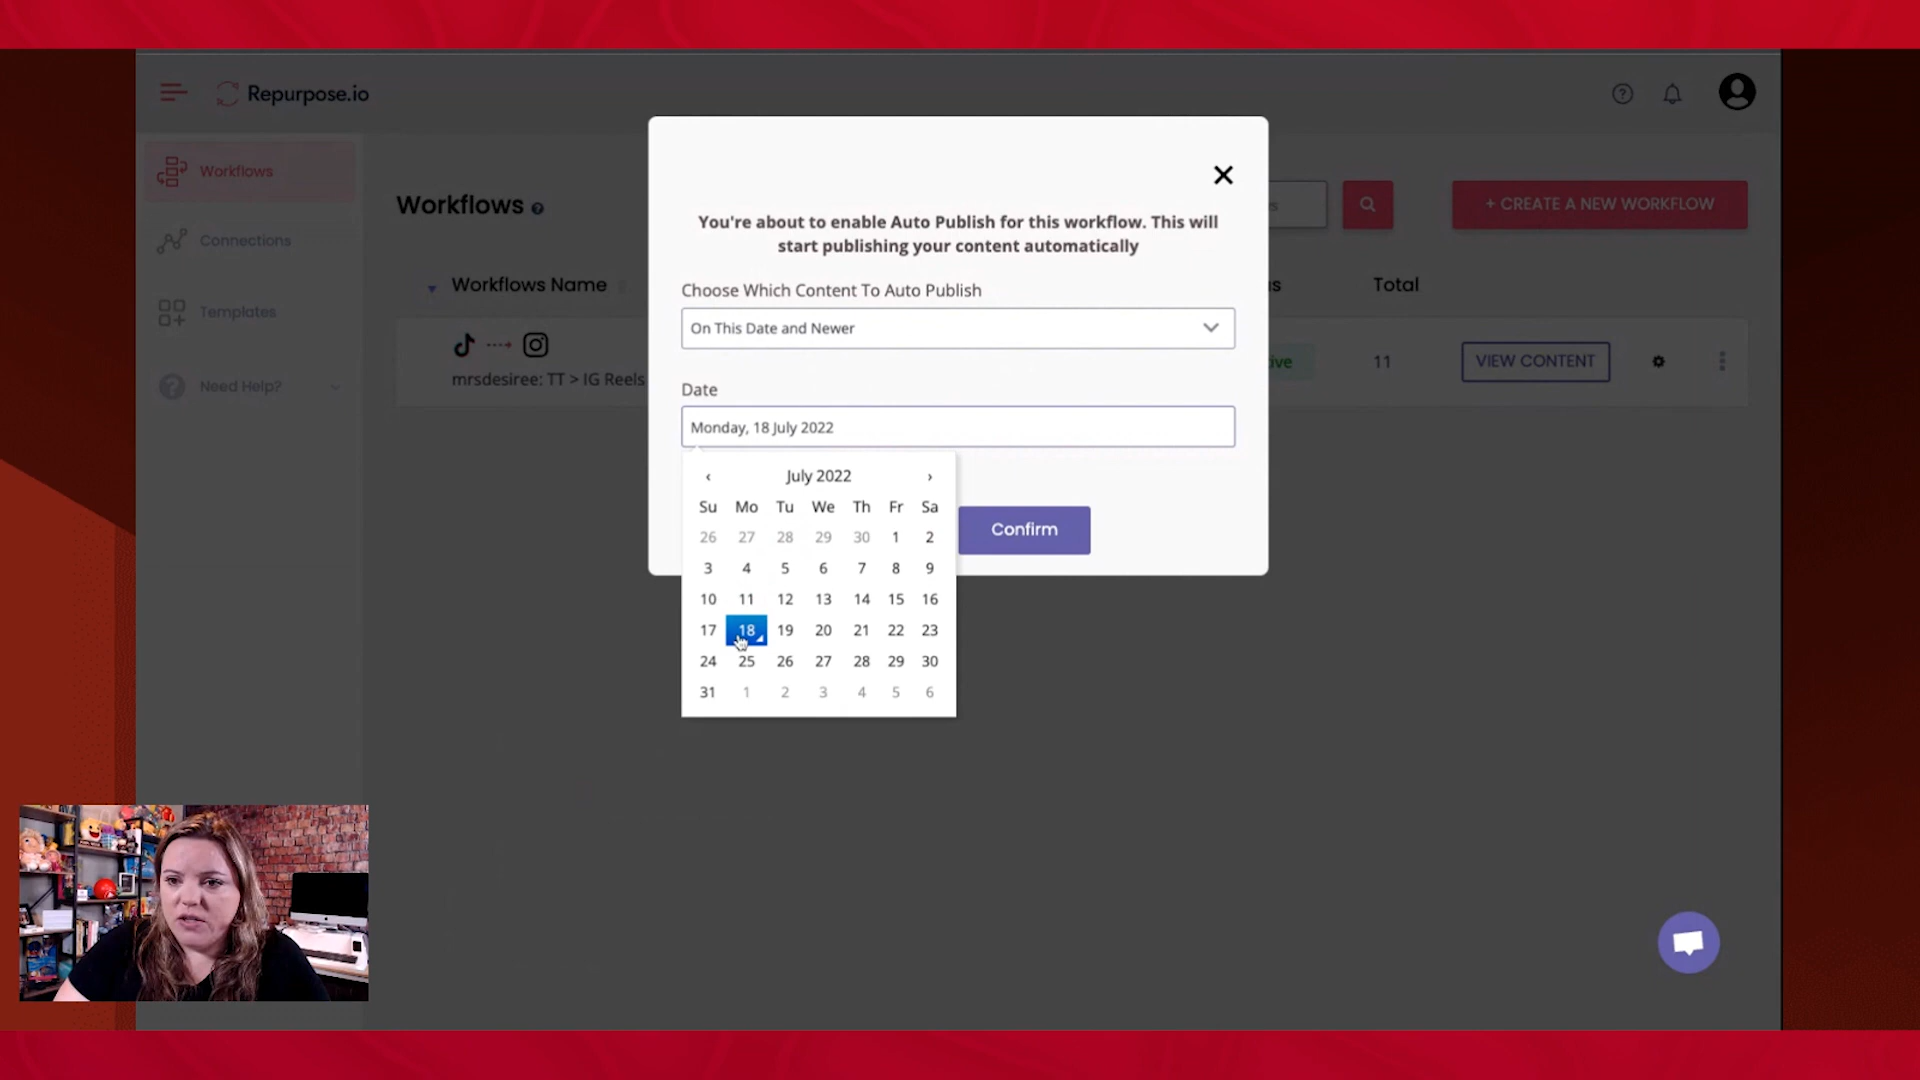 Repurpose.io
Workflows
Connections
Templates
Need Help?
Workflows
+ CREATE A NEW WORKFLOW
Workflows Name
Total
mrsdesiree: TT > IG Reels
11
VIEW CONTENT
You're about to enable Auto Publish for this workflow. This will
start publishing your content automatically
Choose Which Content To Auto Publish
On This Date and Newer
Date
Monday, 18 July 2022
‹ July 2022 ›
Su Mo Tu We Th Fr Sa
26 27 28 29 30 1 2
3 4 5 6 7 8 9
10 11 12 13 14 15 16
17 18 19 20 21 22 23
24 25 26 27 28 29 30
31 1 2 3 4 5 6
Confirm